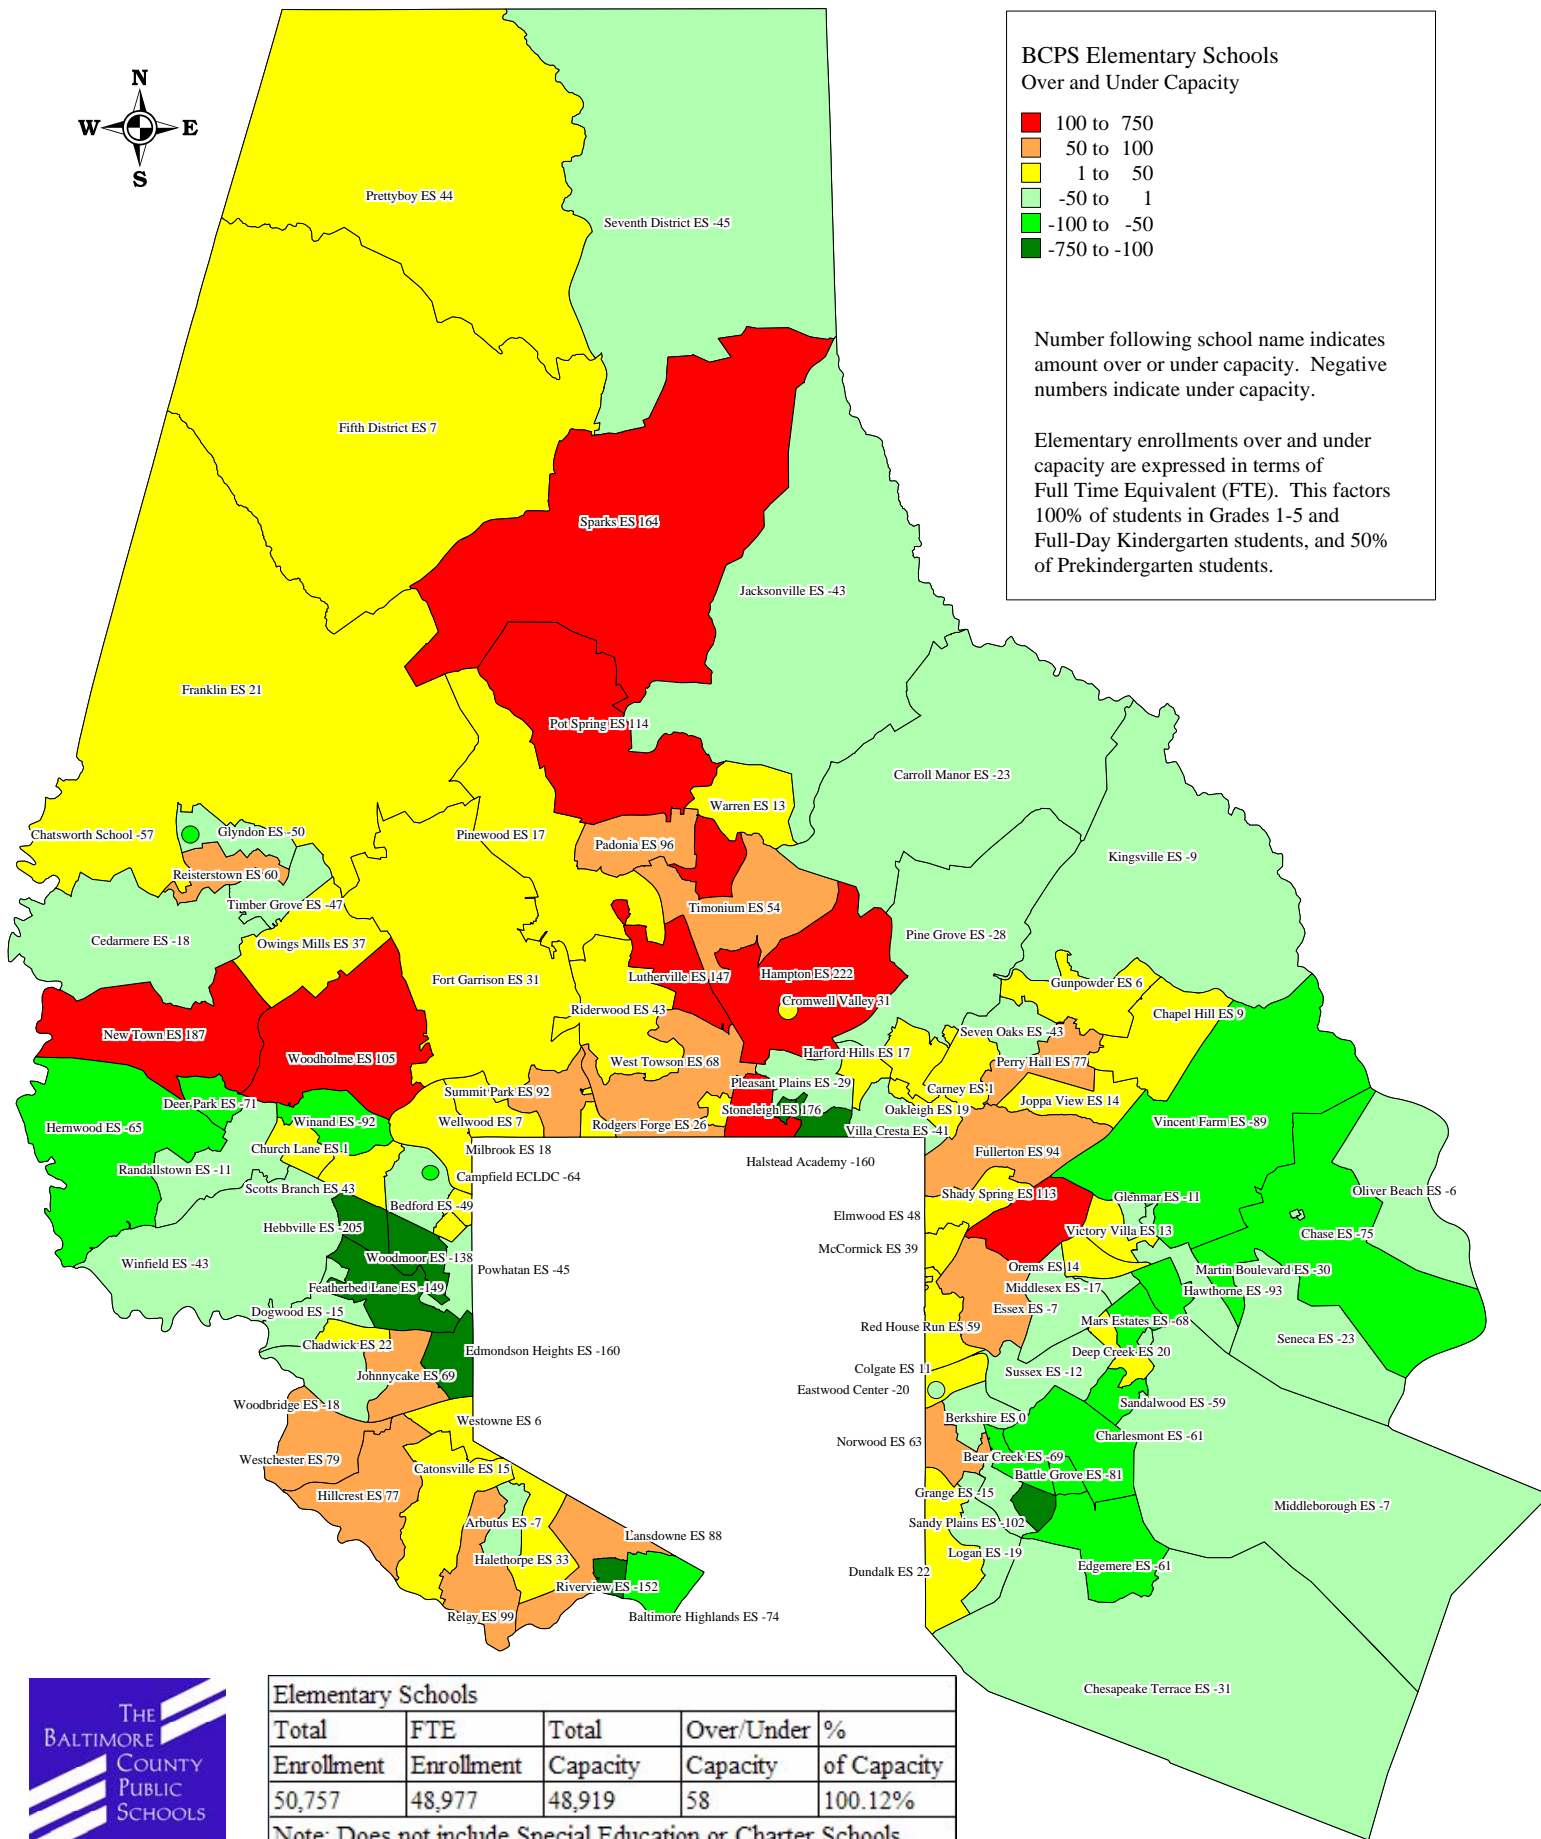 BCPS Elementary Schools
Over and Under Capacity
100 to 750
50 to 100
1 to 50
-50 to 1
-100 to -50
-750 to -100
Number following school name indicates
amount over or under capacity. Negative
numbers indicate under capacity.
Elementary enrollments over and under
capacity are expressed in terms of
Full Time Equivalent (FTE). This factors
100% of students in Grades 1-5 and
Full-Day Kindergarten students, and 50%
of Prekindergarten students.
N
W E
S
Prettyboy ES 44
Seventh District ES -45
Fifth District ES 7
Sparks ES 164
Jacksonville ES -43
Franklin ES 21
Pot Spring ES 114
Carroll Manor ES -23
Warren ES 13
Chatsworth School -57
Glyndon ES -50
Pinewood ES 17
Padonia ES 96
Kingsville ES -9
Reisterstown ES 60
Timber Grove ES -47
Timonium ES 54
Cedarmere ES -18
Owings Mills ES 37
Pine Grove ES -28
Fort Garrison ES 31
Lutherville ES 147
Hampton ES 222
Gunpowder ES 6
Cromwell Valley 31
Riderwood ES 43
Chapel Hill ES 9
New Town ES 187
Seven Oaks ES -43
Woodholme ES 105
Harford Hills ES 17
West Towson ES 68
Perry Hall ES 77
Pleasant Plains ES -29
Summit Park ES 92
Carney ES 1
Deer Park ES -71
Joppa View ES 14
Stoneleigh ES 176
Oakleigh ES 19
Winand ES -92
Wellwood ES 7
Rodgers Forge ES 26
Vincent Farm ES -89
Hernwood ES -65
Villa Cresta ES -41
Church Lane ES 1
Milbrook ES 18
Fullerton ES 94
Halstead Academy -160
Randallstown ES -11
Campfield ECLDC -64
Scotts Branch ES 43
Shady Spring ES 113
Glenmar ES -11
Oliver Beach ES -6
Bedford ES -49
Elmwood ES 48
Hebbville ES -205
Victory Villa ES 13
Chase ES -75
McCormick ES 39
Woodmoor ES -138
Winfield ES -43
Powhatan ES -45
Orems ES 14
Martin Boulevard ES -30
Featherbed Lane ES -149
Middlesex ES -17
Hawthorne ES -93
Dogwood ES -15
Essex ES -7
Mars Estates ES -68
Red House Run ES 59
Seneca ES -23
Chadwick ES 22
Edmondson Heights ES -160
Deep Creek ES 20
Johnnycake ES 69
Colgate ES 11
Sussex ES -12
Eastwood Center -20
Woodbridge ES -18
Sandalwood ES -59
Westowne ES 6
Berkshire ES 0
Charlesmont ES -61
Norwood ES 63
Westchester ES 79
Bear Creek ES -69
Catonsville ES 15
Battle Grove ES -81
Hillcrest ES 77
Grange ES -15
Middleborough ES -7
Arbutus ES -7
Sandy Plains ES -102
Lansdowne ES 88
Logan ES -19
Halethorpe ES 33
Edgemere ES -61
Dundalk ES 22
Riverview ES -152
Relay ES 99
Baltimore Highlands ES -74
Chesapeake Terrace ES -31
THE
BALTIMORE
COUNTY
PUBLIC
SCHOOLS
Elementary Schools
Total FTE Total Over/Under %
Enrollment Enrollment Capacity Capacity of Capacity
50,757 48,977 48,919 58 100.12%
Note: Does not include Special Education or Charter Schools